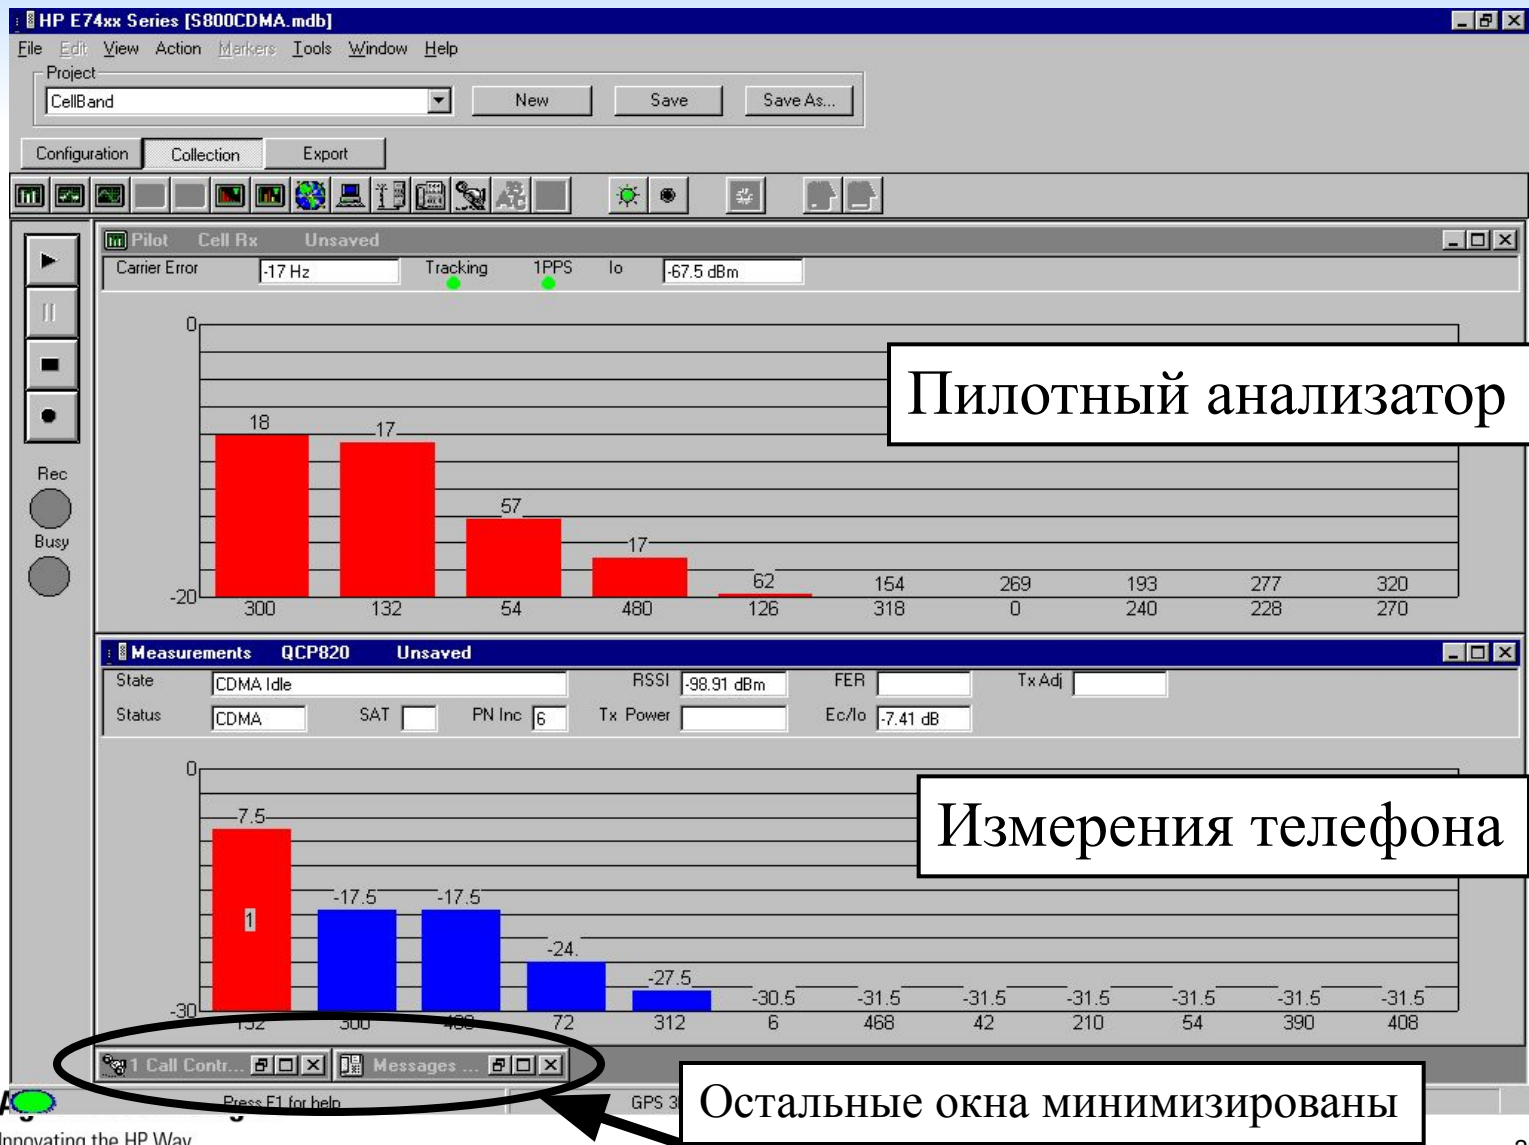 HP E74xx Series [S800CDMA.mdb]
File Edit View Action Markers Tools Window Help
Project
CellBand New Save Save As...
Configuration Collection Export
Pilot Cell Rx Unsaved
Carrier Error -17 Hz Tracking 1PPS Io -67.5 dBm
0
Пилотный анализатор
18 17 57 17 62 154 269 193 277 320
-20
300 132 54 480 126 318 0 240 228 270
Rec
Busy
Measurements QCP820 Unsaved
State CDMA Idle RSSI -98.91 dBm FER Tx Adj
Status CDMA SAT PN Inc 6 Tx Power Ec/Io -7.41 dB
0
Измерения телефона
-7.5 -17.5 -17.5 -24. -27.5 -30.5 -31.5 -31.5 -31.5 -31.5 -31.5 -31.5
1
-30
132 300 72 312 6 468 42 210 54 390 408
1 Call Contr... Messages ...
Press F1 for help GPS 3
Остальные окна минимизированы
Innovating the HP Way